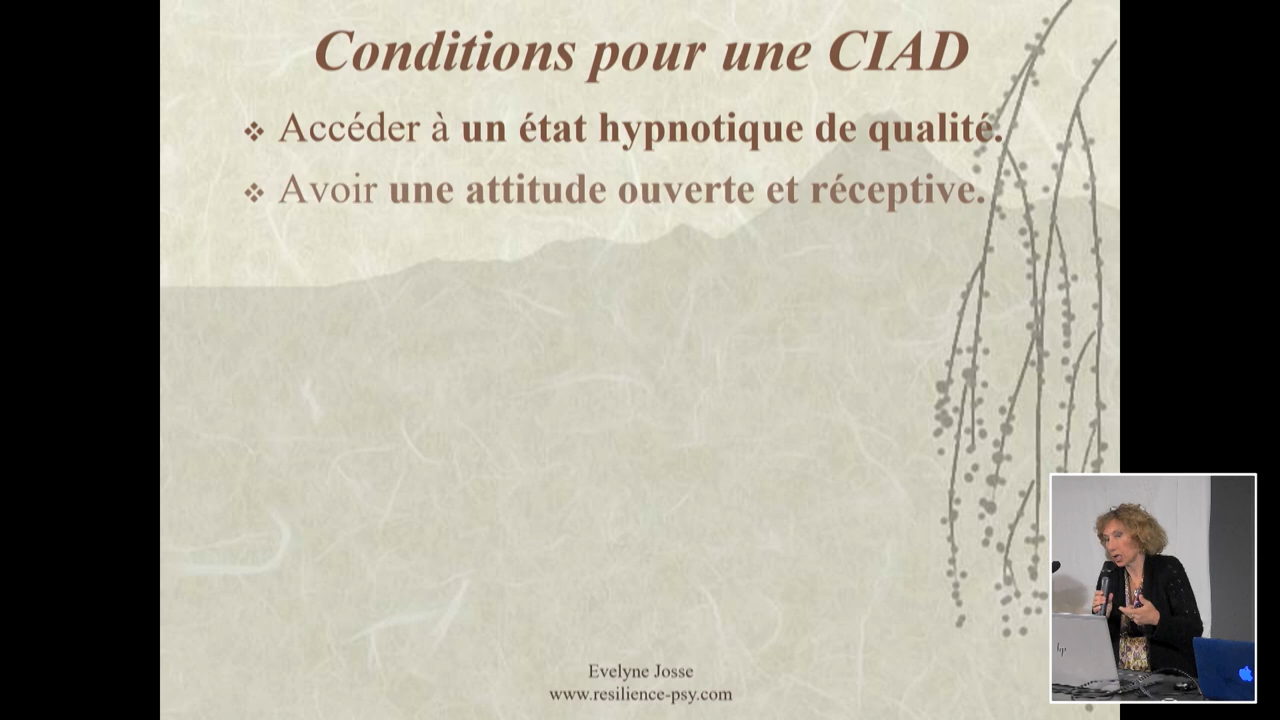 Conditions pour une CIAD
❖ Accéder à un état hypnotique de qualité.
❖ Avoir une attitude ouverte et réceptive.
Evelyne Josse
www.resilience-psy.com
hp